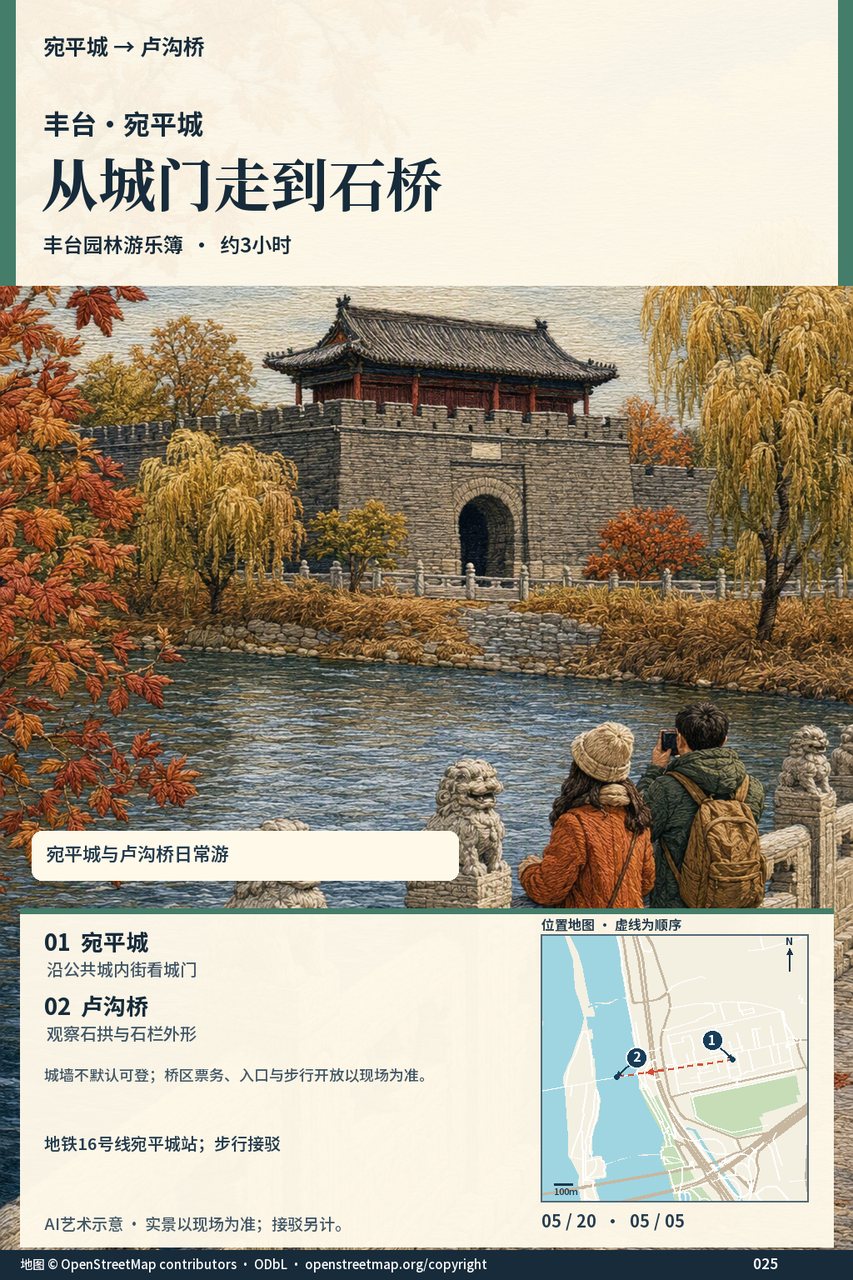 宛平城 → 卢沟桥
丰台・宛平城
从城门走到石桥
丰台园林游乐簿 · 约3小时
宛平城与卢沟桥日常游
01 宛平城
沿公共城内街看城门
02 卢沟桥
观察石拱与石栏外形
城墙不默认可登；桥区票务、入口与步行开放以现场为准。
地铁16号线宛平城站；步行接驳
AI艺术示意 · 实景以现场为准；接驳另计。
位置地图 · 虚线为顺序
N
1
2
100m
05 / 20 · 05 / 05
地图 © OpenStreetMap contributors · ODbL · openstreetmap.org/copyright
025